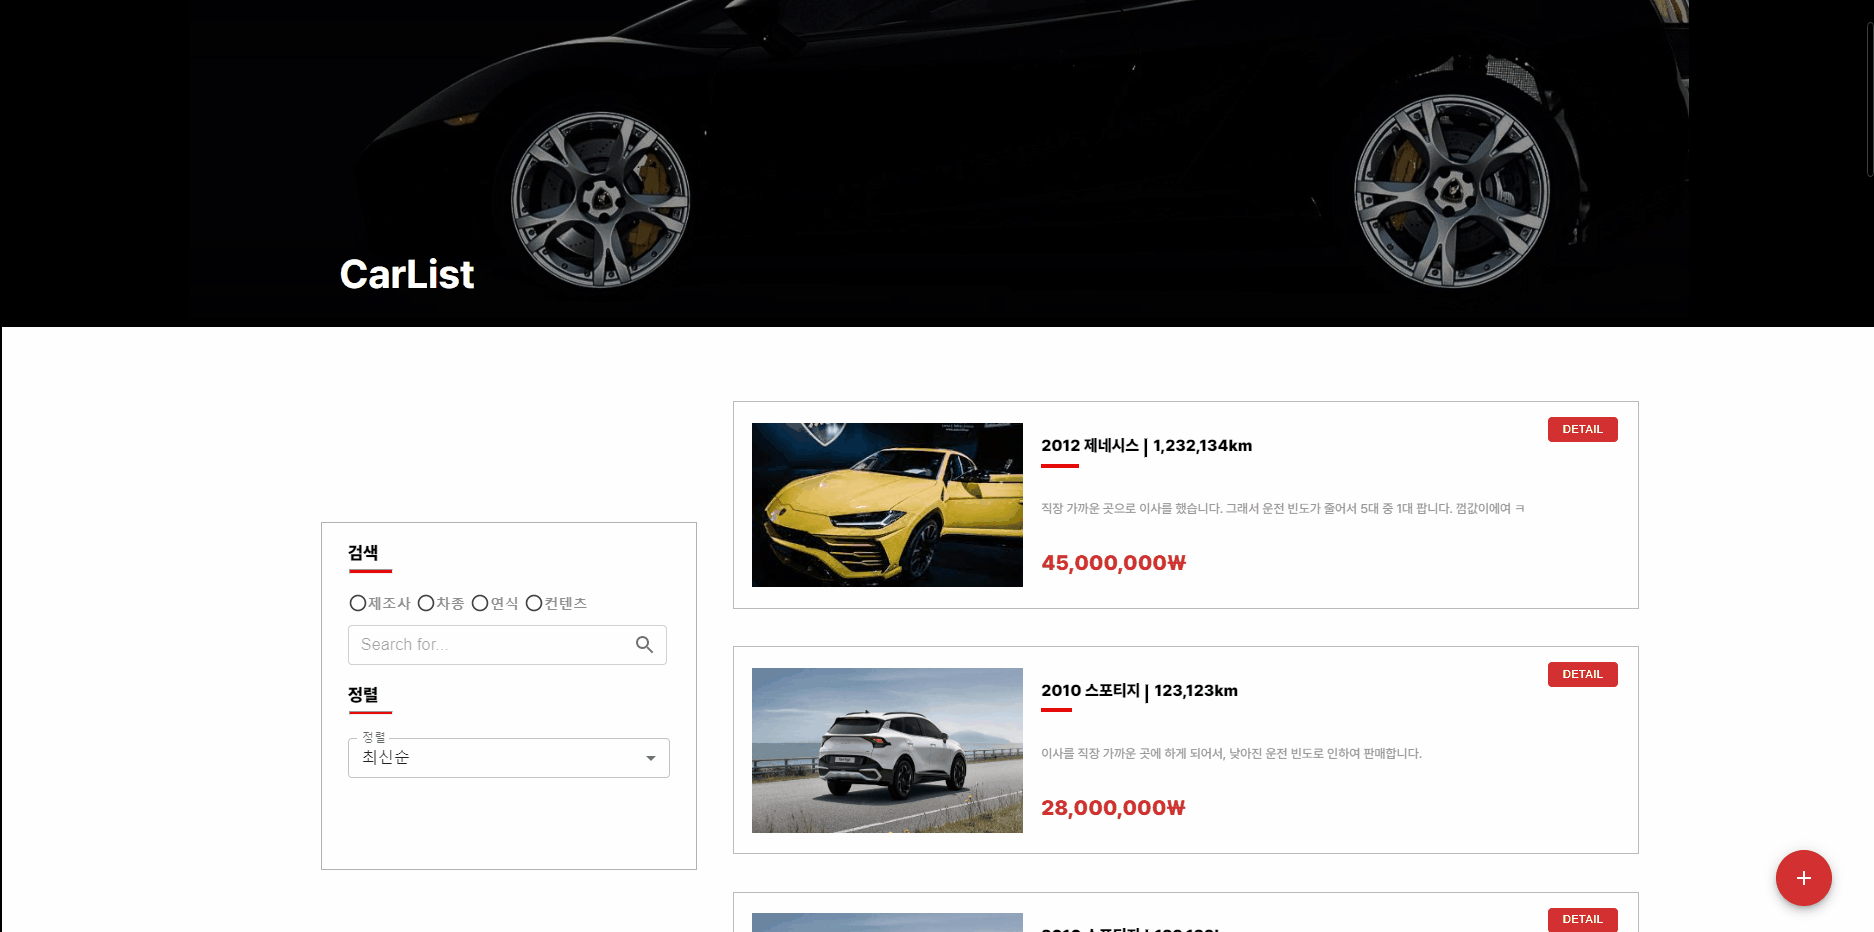 CarList
검색
제조사 차종 연식 컨텐츠
Search for...
정렬
정렬
최신순
2012 제네시스 | 1,232,134km
DETAIL
직장 가까운 곳으로 이사를 했습니다. 그래서 운전 빈도가 줄어서 5대 중 1대 팝니다. 껌값이에여 ㅋ
45,000,000₩
2010 스포티지 | 123,123km
DETAIL
이사를 직장 가까운 곳에 하게 되어서, 낮아진 운전 빈도로 인하여 판매합니다.
28,000,000₩
DETAIL